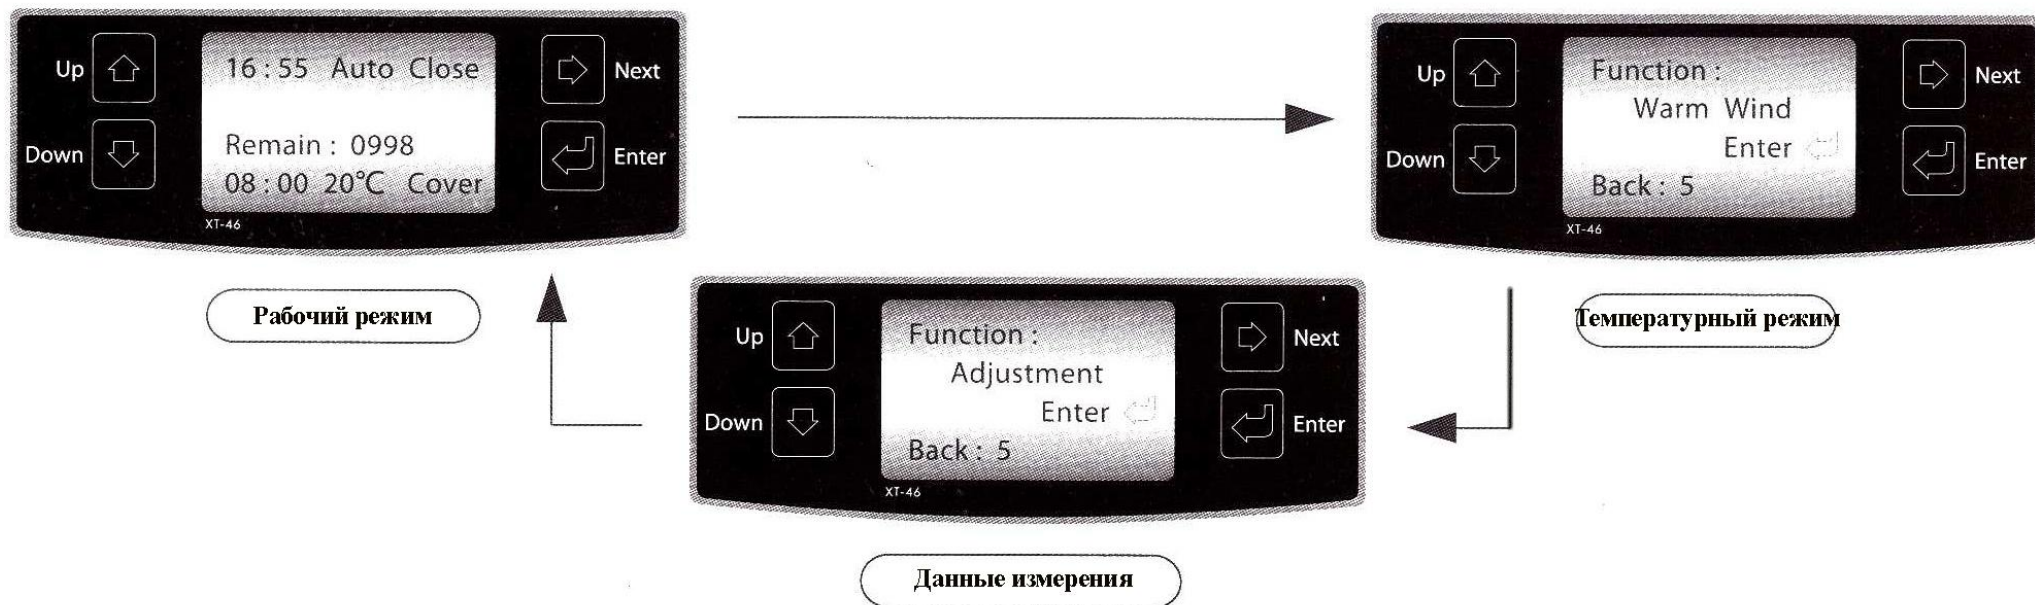 Up
16:55 Auto Close
Next
Remain: 0998
Down
Enter
08:00 20℃ Cover
XT-46
Рабочий режим
Up
Function:
Next
Warm Wind
Enter
Down
Enter
Back: 5
XT-46
Температурный режим
Up
Function:
Next
Adjustment
Enter
Down
Enter
Back: 5
XT-46
Данные измерения